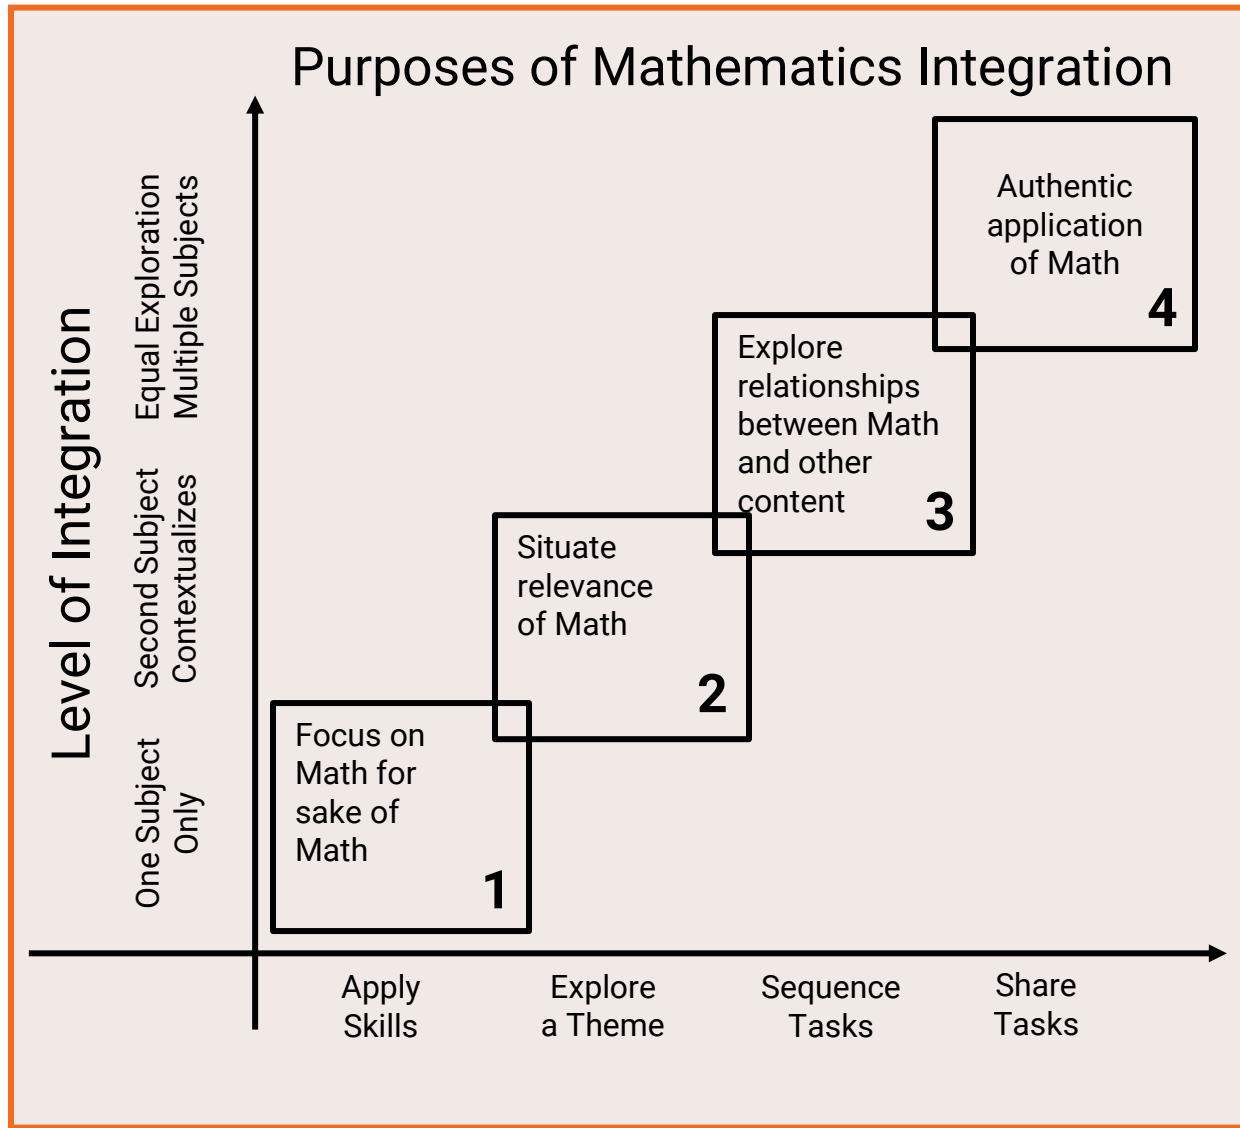 Purposes of Mathematics Integration
Level of Integration
Equal Exploration
Multiple Subjects
Second Subject
Contextualizes
One Subject
Only
Authentic
application
of Math
4
Explore
relationships
between Math
and other
content
3
Situate
relevance
of Math
2
Focus on
Math for
sake of
Math
1
Apply
Skills
Explore
a Theme
Sequence
Tasks
Share
Tasks